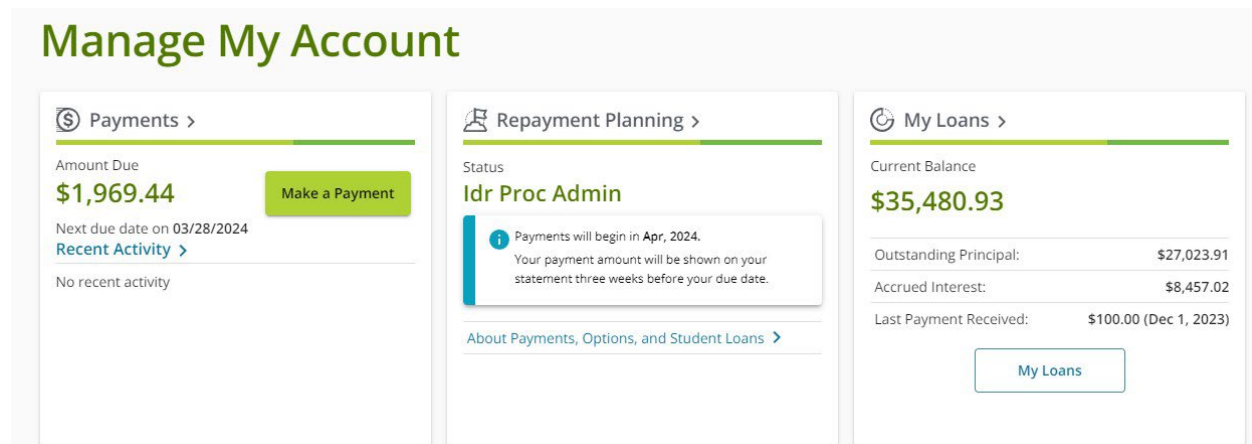 Manage My Account
Payments >
Amount Due
$1,969.44
Make a Payment
Next due date on 03/28/2024
Recent Activity >
No recent activity
Repayment Planning >
Status
Idr Proc Admin
Payments will begin in Apr, 2024.
Your payment amount will be shown on your
statement three weeks before your due date.
About Payments, Options, and Student Loans >
My Loans >
Current Balance
$35,480.93
Outstanding Principal: $27,023.91
Accrued Interest: $8,457.02
Last Payment Received: $100.00 (Dec 1, 2023)
My Loans